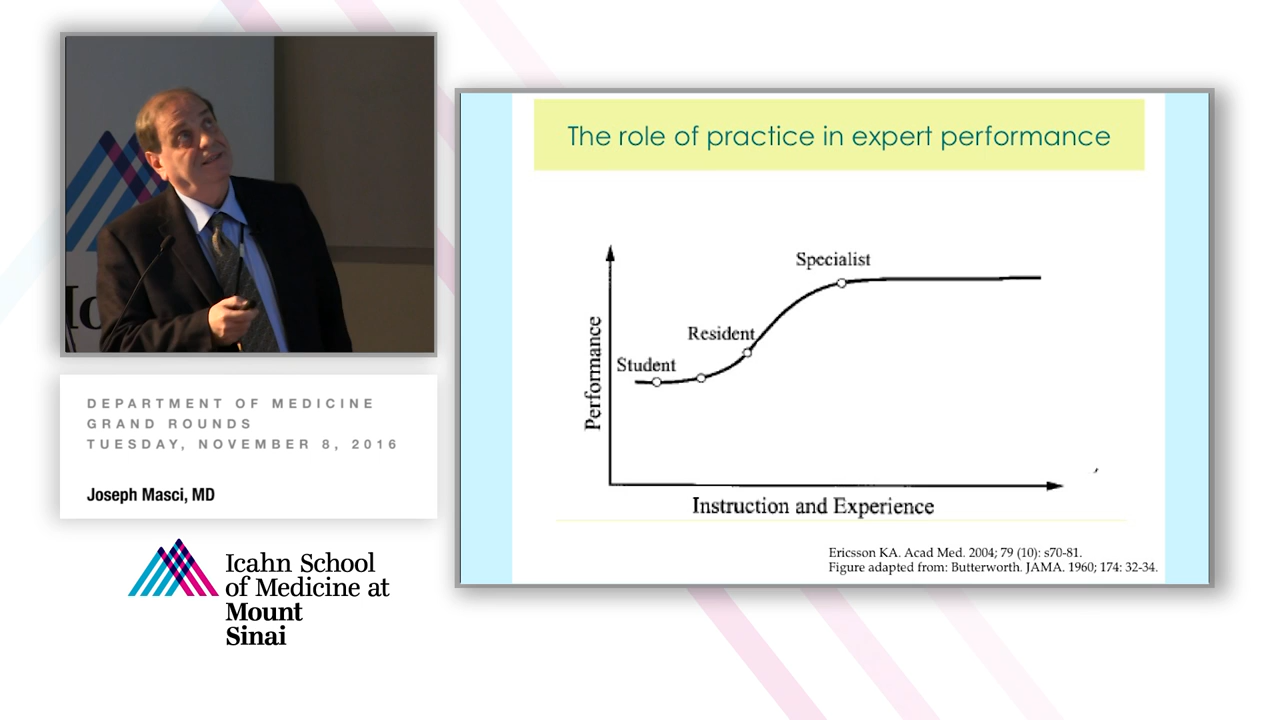 The role of practice in expert performance
Specialist
Resident
Student
Performance
Instruction and Experience
Ericsson KA. Acad Med. 2004; 79 (10): s70-81.
Figure adapted from: Butterworth. JAMA. 1960; 174: 32-34.
DEPARTMENT OF MEDICINE
GRAND ROUNDS
TUESDAY, NOVEMBER 8, 2016
Joseph Masci, MD
Icahn School
of Medicine at
Mount
Sinai